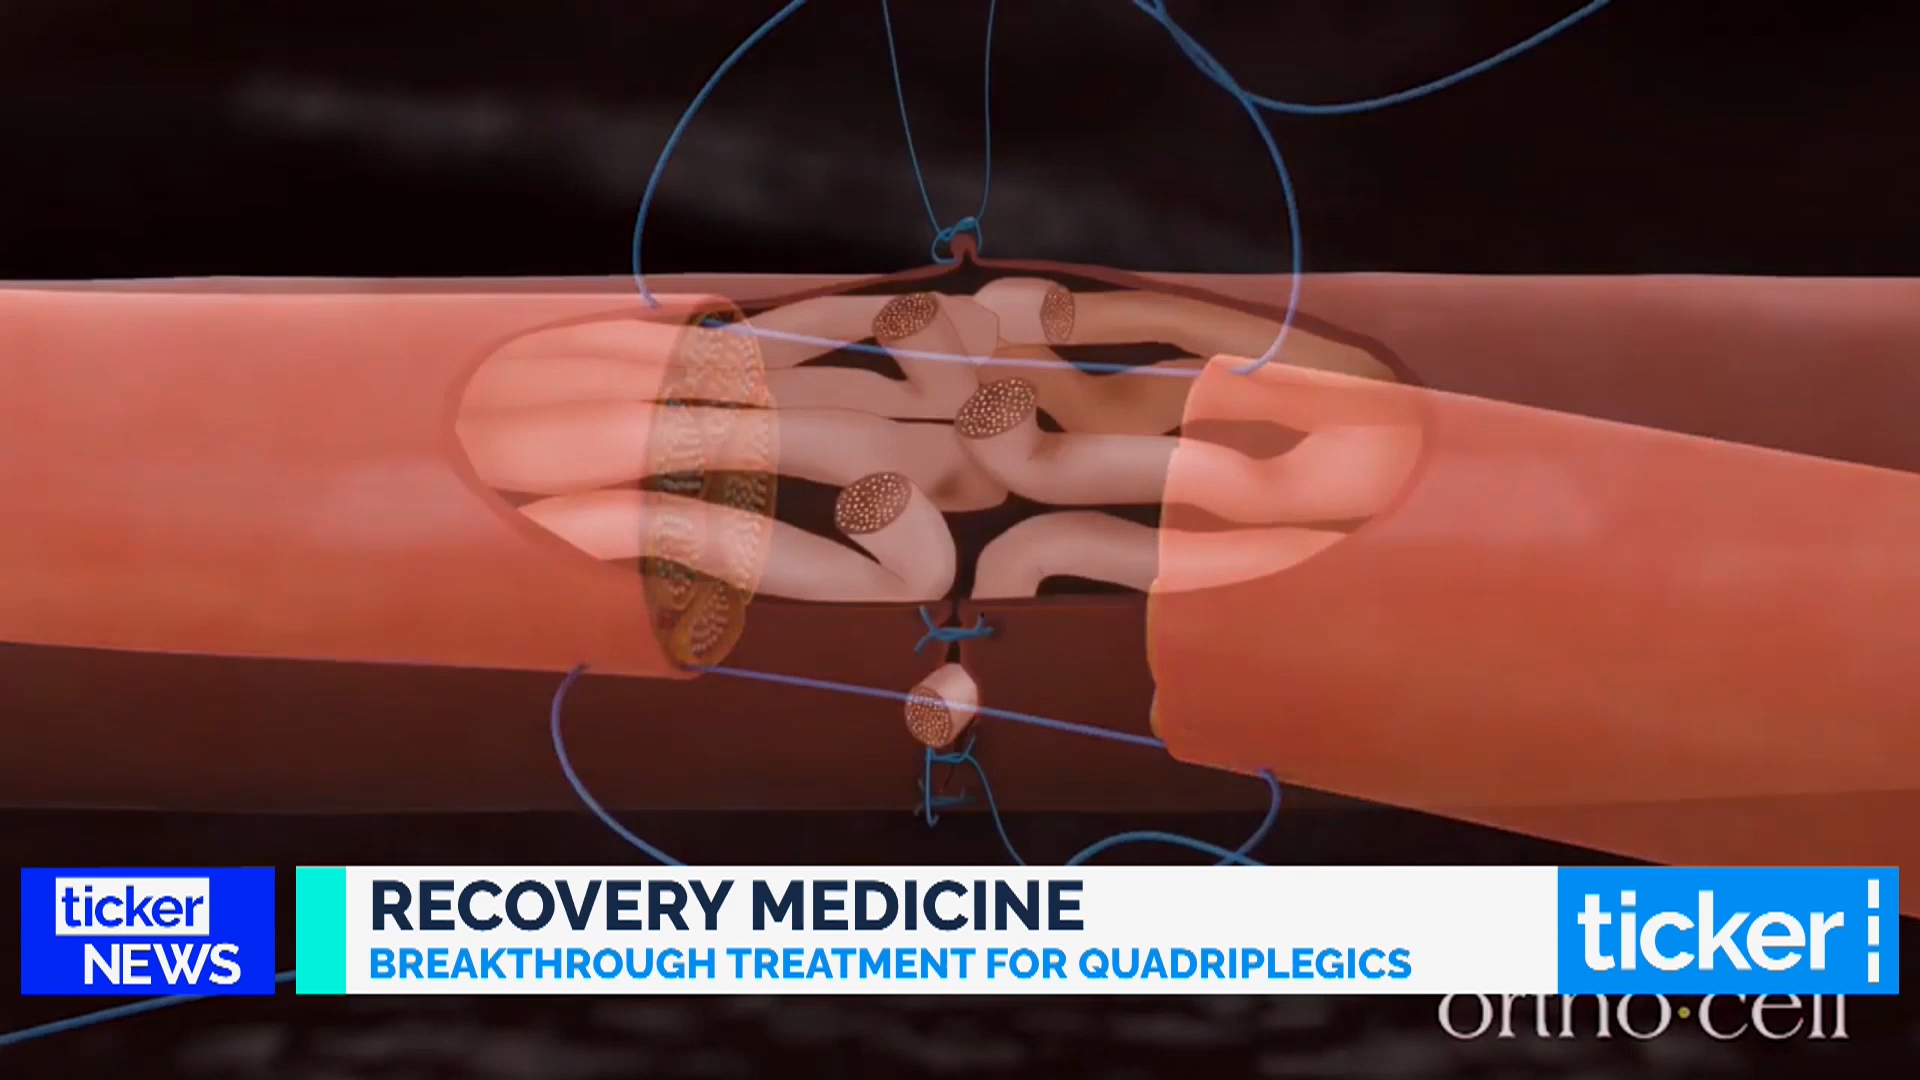 ticker
NEWS
RECOVERY MEDICINE
BREAKTHROUGH TREATMENT FOR QUADRIPLEGICS
ticker
ortho·cell